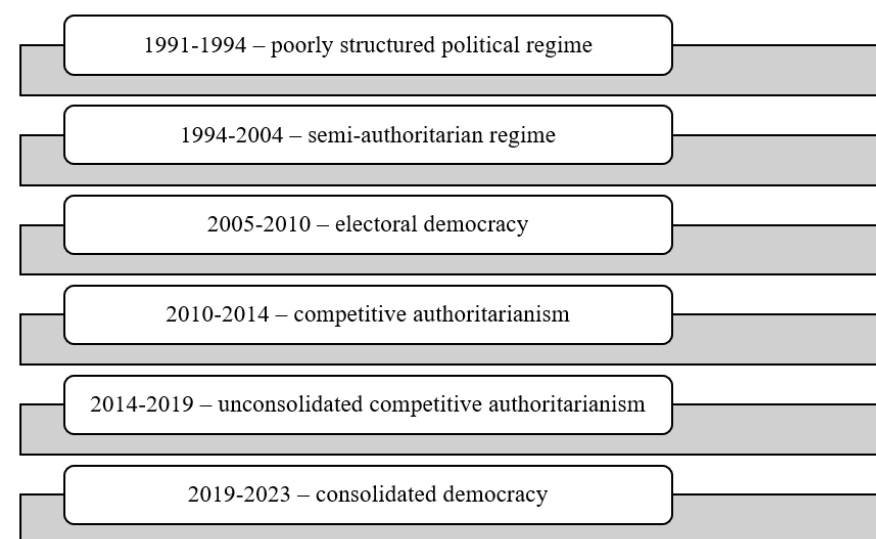 1991-1994 – poorly structured political regime
1994-2004 – semi-authoritarian regime
2005-2010 – electoral democracy
2010-2014 – competitive authoritarianism
2014-2019 – unconsolidated competitive authoritarianism
2019-2023 – consolidated democracy